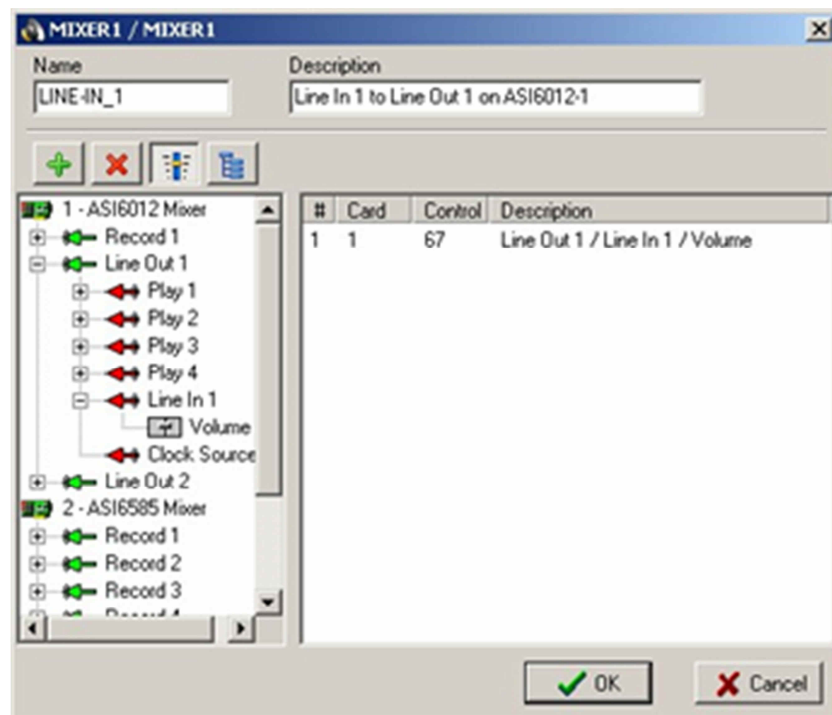 MIXER1 / MIXER1
Name
Description
LINE-IN_1
Line In 1 to Line Out 1 on ASI6012-1
1 - ASI6012 Mixer
Record 1
Line Out 1
Play 1
Play 2
Play 3
Play 4
Line In 1
Volume
Clock Source
Line Out 2
2 - ASI6585 Mixer
Record 1
Record 2
Record 3
Record 4
# Card Control Description
1 1 67 Line Out 1 / Line In 1 / Volume
OK
Cancel